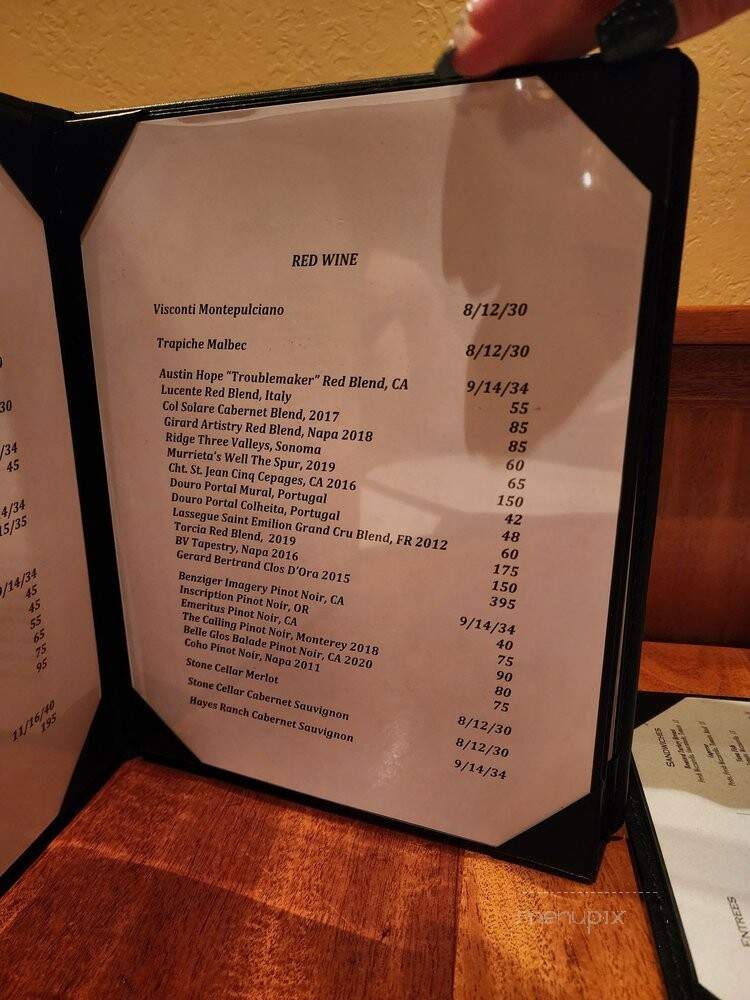 RED WINE
Visconti Montepulciano 8/12/30
Trapiche Malbec 8/12/30
Austin Hope "Troublemaker" Red Blend, CA 9/14/34
Lucente Red Blend, Italy 55
Col Solare Cabernet Blend, 2017 85
Girard Artistry Red Blend, Napa 2018 85
Ridge Three Valleys, Sonoma 60
Murrieta's Well The Spur, 2019 65
Cht. St. Jean Cinq Cepages, CA 2016 150
Douro Portal Mural, Portugal 42
Douro Portal Colheita, Portugal 48
Lassegue Saint Emilion Grand Cru Blend, FR 2012 60
Torcia Red Blend, 2019 175
BV Tapestry, Napa 2016 150
Gerard Bertrand Clos D'Ora 2015 395
Benziger Imagery Pinot Noir, CA 9/14/34
Inscription Pinot Noir, OR 40
Emeritus Pinot Noir, CA 75
The Calling Pinot Noir, Monterey 2018 90
Belle Glos Balade Pinot Noir, CA 2020 80
Coho Pinot Noir, Napa 2011 75
Stone Cellar Merlot 8/12/30
Stone Cellar Cabernet Sauvignon 8/12/30
Hayes Ranch Cabernet Sauvignon 9/14/34
30
/34
45
4/34
15/35
9/14/34
45
45
55
65
75
95
11/16/40
195
SANDWICHES
ENTREES
menupix